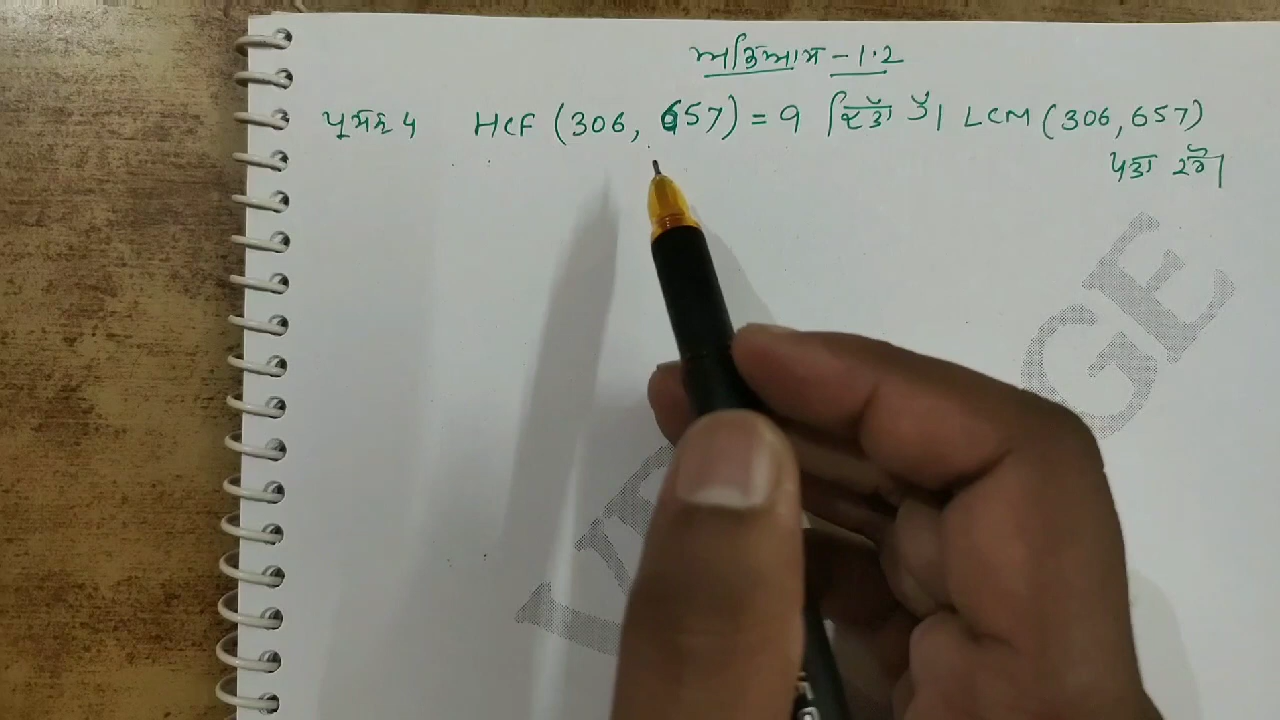 ਅਭਿਆਸ - 1.2
ਪ੍ਰਸ਼ਨ 4 HCF (306, 657) = 9 ਦਿੱਤਾ ਹੈ। LCM (306, 657)
ਪਤਾ ਕਰੋ।